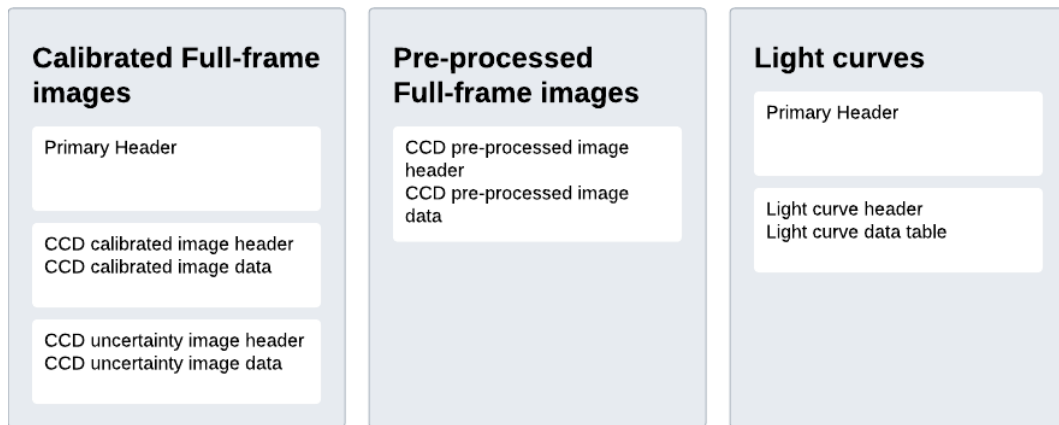 Calibrated Full-frame
images
Primary Header
CCD calibrated image header
CCD calibrated image data
CCD uncertainty image header
CCD uncertainty image data
Pre-processed
Full-frame images
CCD pre-processed image
header
CCD pre-processed image
data
Light curves
Primary Header
Light curve header
Light curve data table